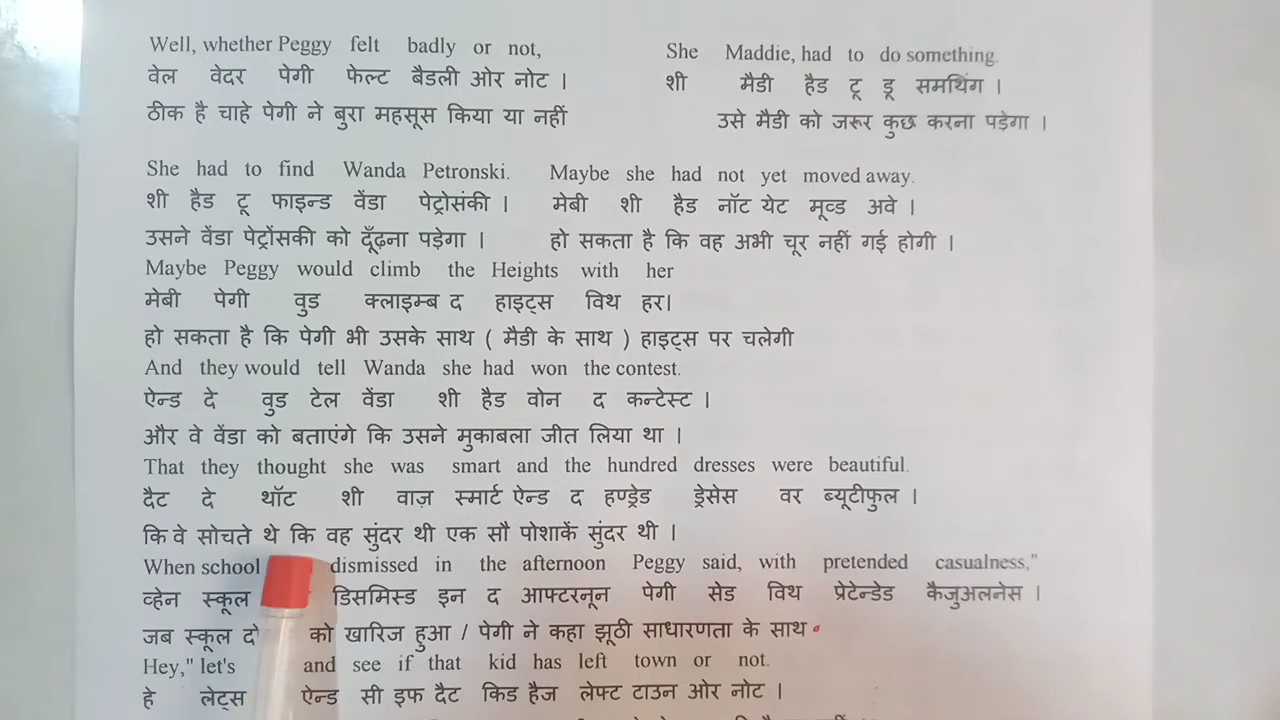 Well, whether Peggy felt badly or not, She Maddie, had to do something.
वेल वेदर पेगी फेल्ट बैडली ओर नोट । शी मैडी हैड टू डू समथिंग ।
ठीक है चाहे पेगी ने बुरा महसूस किया या नहीं उसे मैडी को जरूर कुछ करना पड़ेगा ।
She had to find Wanda Petronski. Maybe she had not yet moved away.
शी हैड टू फाइन्ड वेंडा पेट्रोसंकी । मेबी शी हैड नॉट येट मूव्ड अवे ।
उसने वेंडा पेट्रोंसकी को दूँढ़ना पड़ेगा । हो सकता है कि वह अभी चूर नहीं गई होगी ।
Maybe Peggy would climb the Heights with her
मेबी पेगी वुड क्लाइम्ब द हाइट्स विथ हर।
हो सकता है कि पेगी भी उसके साथ ( मैडी के साथ ) हाइट्स पर चलेगी
And they would tell Wanda she had won the contest.
ऐन्ड दे वुड टेल वेंडा शी हैड वोन द कन्टेस्ट ।
और वे वेंडा को बताएंगे कि उसने मुकाबला जीत लिया था ।
That they thought she was smart and the hundred dresses were beautiful.
दैट दे थॉट शी वाज़ स्मार्ट ऐन्ड द हण्ड्रेड ड्रेसेस वर ब्यूटीफुल ।
कि वे सोचते थे कि वह सुंदर थी एक सौ पोशाकें सुंदर थी ।
When school dismissed in the afternoon Peggy said, with pretended casualness,"
व्हेन स्कूल डिसमिस्ड इन द आफ्टरनून पेगी सेड विथ प्रेटेन्डेड कैजुअलनेस ।
जब स्कूल को खारिज हुआ / पेगी ने कहा झूठी साधारणता के साथ
Hey," let's and see if that kid has left town or not.
हे लेट्स ऐन्ड सी इफ दैट किड हैज लेफ्ट टाउन ओर नोट ।